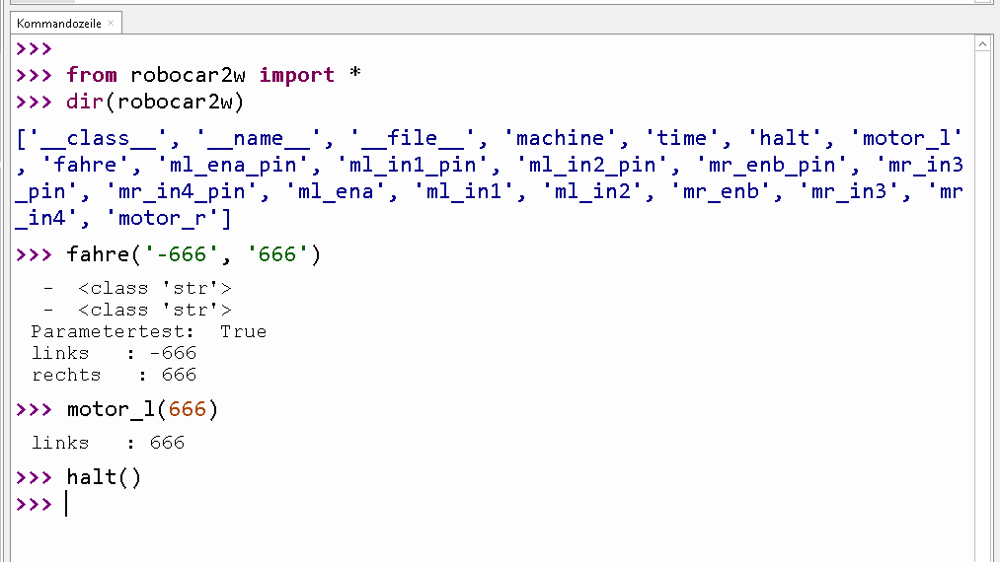 Kommandozeile ×
>>>
>>> from robocar2w import *
>>> dir(robocar2w)
['__class__', '__name__', '__file__', 'machine', 'time', 'halt', 'motor_l'
, 'fahre', 'ml_ena_pin', 'ml_in1_pin', 'ml_in2_pin', 'mr_enb_pin', 'mr_in3
_pin', 'mr_in4_pin', 'ml_ena', 'ml_in1', 'ml_in2', 'mr_enb', 'mr_in3', 'mr
_in4', 'motor_r']
>>> fahre('-666', '666')
- <class 'str'>
- <class 'str'>
Parametertest:  True
links   : -666
rechts   : 666
>>> motor_l(666)
links   : 666
>>> halt()
>>>